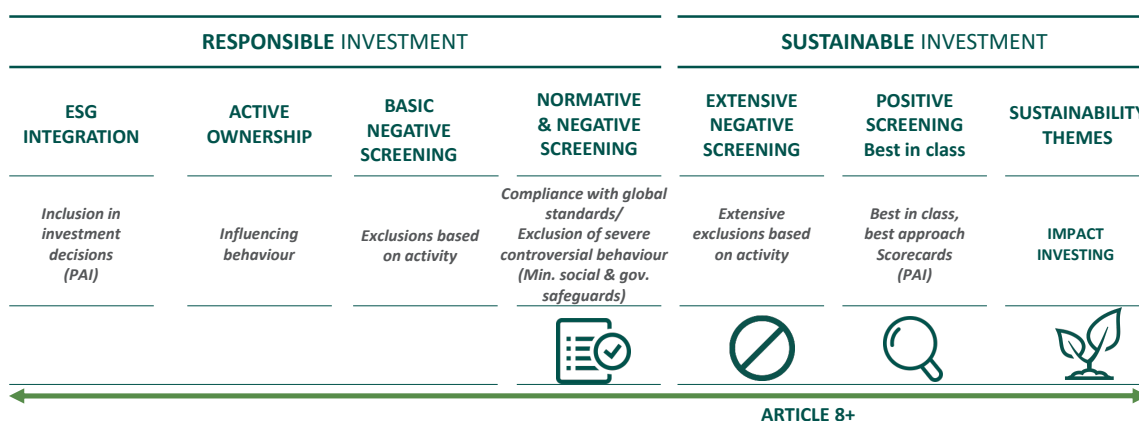 RESPONSIBLE INVESTMENT
SUSTAINABLE INVESTMENT
ESG
INTEGRATION
ACTIVE
OWNERSHIP
BASIC
NEGATIVE
SCREENING
NORMATIVE
& NEGATIVE
SCREENING
EXTENSIVE
NEGATIVE
SCREENING
POSITIVE
SCREENING
Best in class
SUSTAINABILITY
THEMES
Inclusion in
investment
decisions
(PAI)
Influencing
behaviour
Exclusions based
on activity
Compliance with global
standards/
Exclusion of severe
controversial behaviour
(Min. social & gov.
safeguards)
Extensive
exclusions based
on activity
Best in class,
best approach
Scorecards
(PAI)
IMPACT
INVESTING
ARTICLE 8+